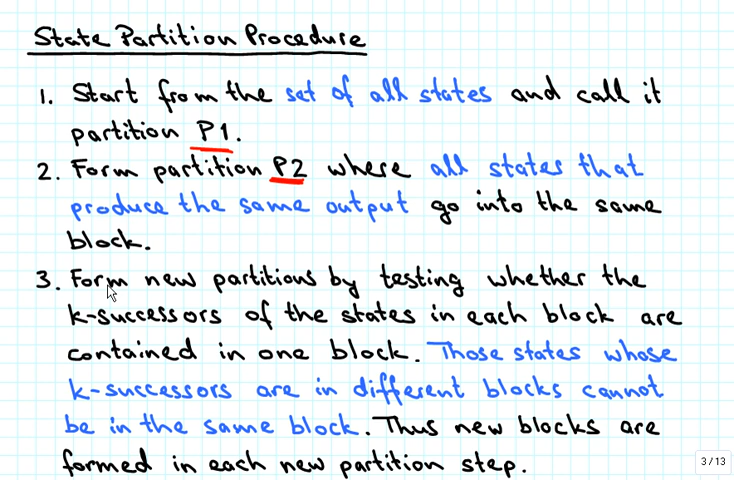 State Partition Procedure
1. Start from the set of all states and call it
partition P1.
2. Form partition P2 where all states that
produce the same output go into the same
block.
3. Form new partitions by testing whether the
k-successors of the states in each block are
contained in one block. Those states whose
k-successors are in different blocks cannot
be in the same block. Thus new blocks are
formed in each new partition step.
3/13